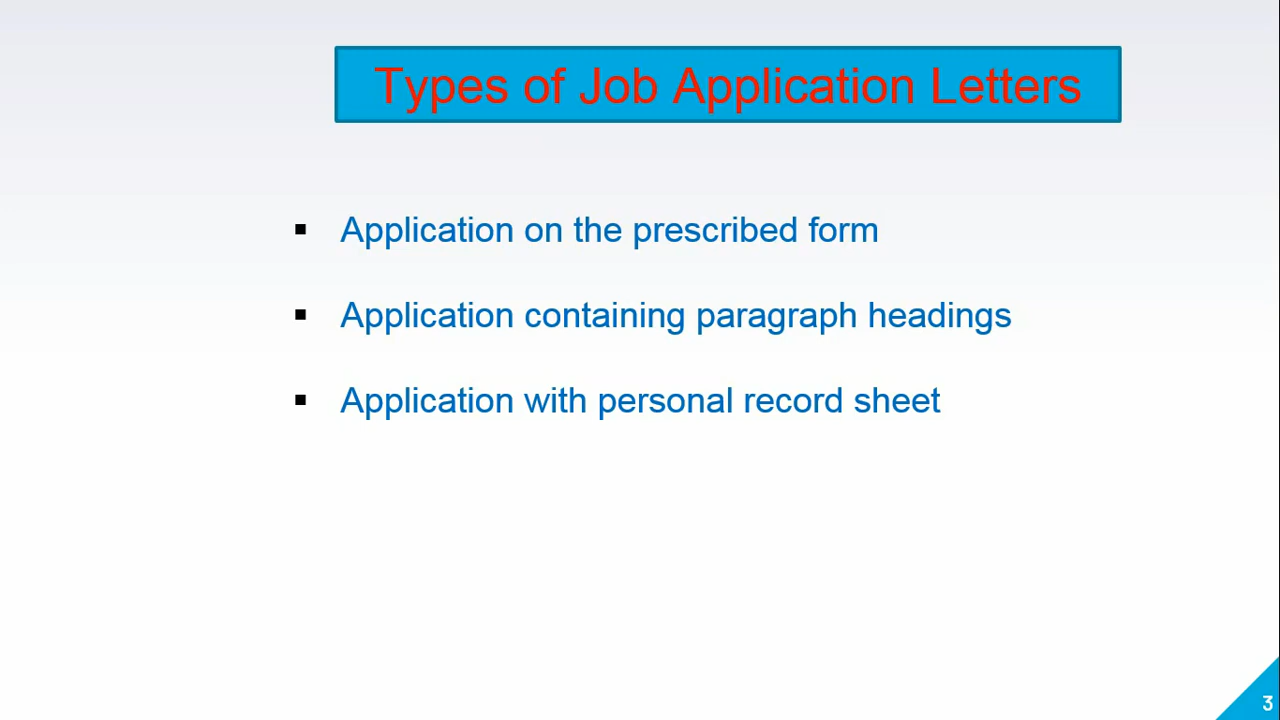 Types of Job Application Letters
▪ Application on the prescribed form
▪ Application containing paragraph headings
▪ Application with personal record sheet
3